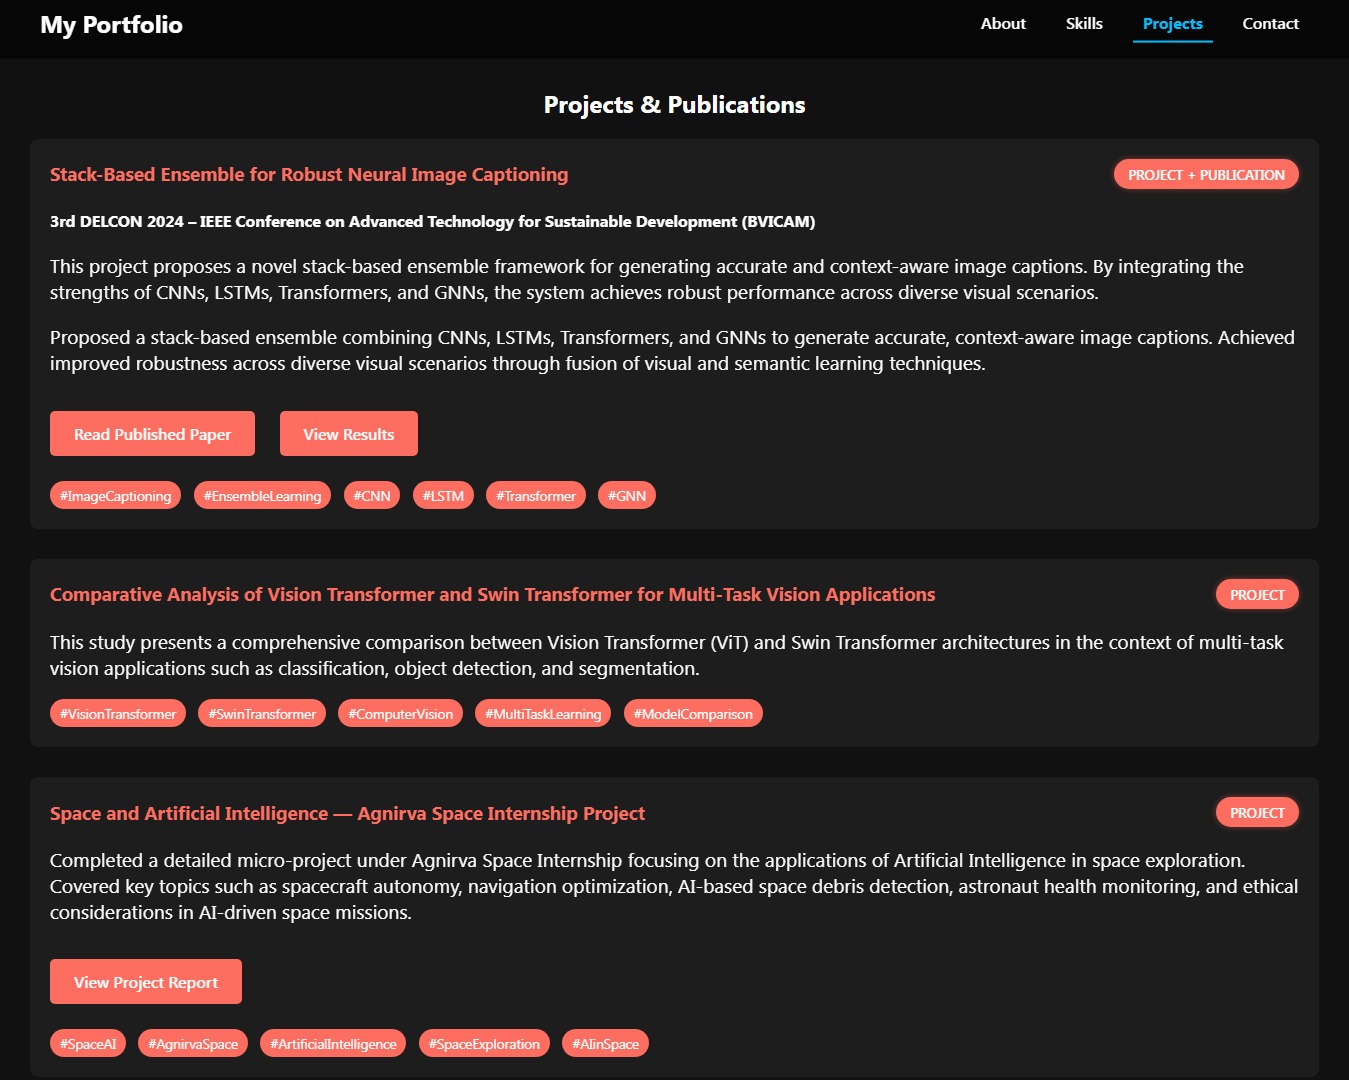 My Portfolio
About Skills Projects Contact
Projects & Publications
Stack-Based Ensemble for Robust Neural Image Captioning
PROJECT + PUBLICATION
3rd DELCON 2024 – IEEE Conference on Advanced Technology for Sustainable Development (BVICAM)
This project proposes a novel stack-based ensemble framework for generating accurate and context-aware image captions. By integrating the
strengths of CNNs, LSTMs, Transformers, and GNNs, the system achieves robust performance across diverse visual scenarios.
Proposed a stack-based ensemble combining CNNs, LSTMs, Transformers, and GNNs to generate accurate, context-aware image captions. Achieved
improved robustness across diverse visual scenarios through fusion of visual and semantic learning techniques.
Read Published Paper View Results
#ImageCaptioning #EnsembleLearning #CNN #LSTM #Transformer #GNN
Comparative Analysis of Vision Transformer and Swin Transformer for Multi-Task Vision Applications
PROJECT
This study presents a comprehensive comparison between Vision Transformer (ViT) and Swin Transformer architectures in the context of multi-task
vision applications such as classification, object detection, and segmentation.
#VisionTransformer #SwinTransformer #ComputerVision #MultiTaskLearning #ModelComparison
Space and Artificial Intelligence — Agnirva Space Internship Project
PROJECT
Completed a detailed micro-project under Agnirva Space Internship focusing on the applications of Artificial Intelligence in space exploration.
Covered key topics such as spacecraft autonomy, navigation optimization, AI-based space debris detection, astronaut health monitoring, and ethical
considerations in AI-driven space missions.
View Project Report
#SpaceAI #AgnirvaSpace #ArtificialIntelligence #SpaceExploration #AIinSpace